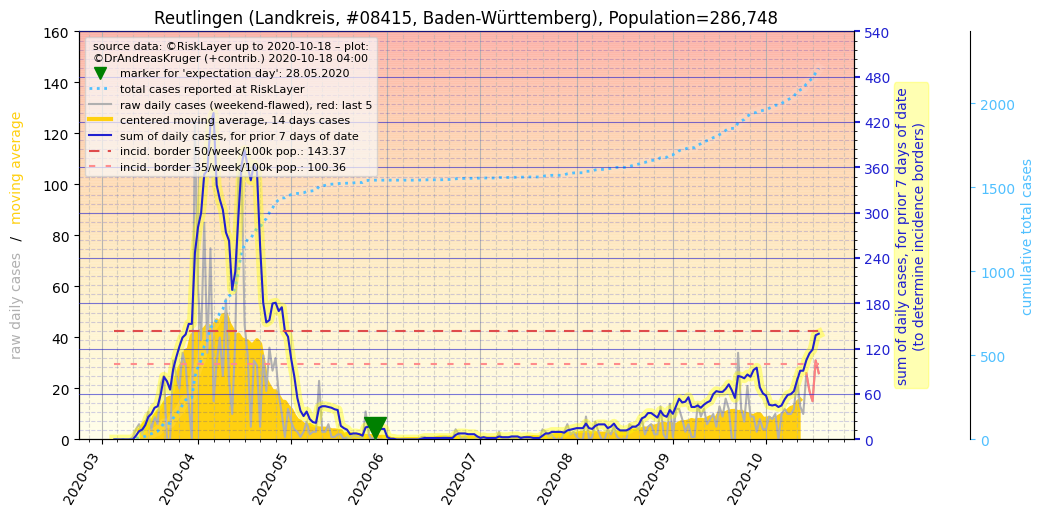 Reutlingen (Landkreis, #08415, Baden-Württemberg), Population=286,748
source data: ©RiskLayer up to 2020-10-18 – plot:
©DrAndreasKruger (+contrib.) 2020-10-18 04:00
marker for 'expectation day': 28.05.2020
total cases reported at RiskLayer
raw daily cases (weekend-flawed), red: last 5
centered moving average, 14 days cases
sum of daily cases, for prior 7 days of date
incid. border 50/week/100k pop.: 143.37
incid. border 35/week/100k pop.: 100.36
raw daily cases / moving average
160
140
120
100
80
60
40
20
0
540
480
420
360
300
240
180
120
60
0
sum of daily cases, for prior 7 days of date
(to determine incidence borders)
2000
1500
1000
500
0
cumulative total cases
2020-03
2020-04
2020-05
2020-06
2020-07
2020-08
2020-09
2020-10